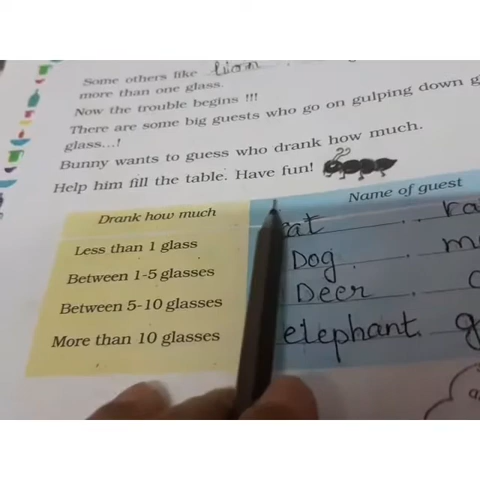 Some others like lion
more than one glass.
Now the trouble begins !!!
There are some big guests who go on gulping down
glass...!
Bunny wants to guess who drank how much.
Help him fill the table. Have fun!
Drank how much Name of guest
Less than 1 glass
Between 1-5 glasses Dog
Between 5-10 glasses Deer
More than 10 glasses elephant